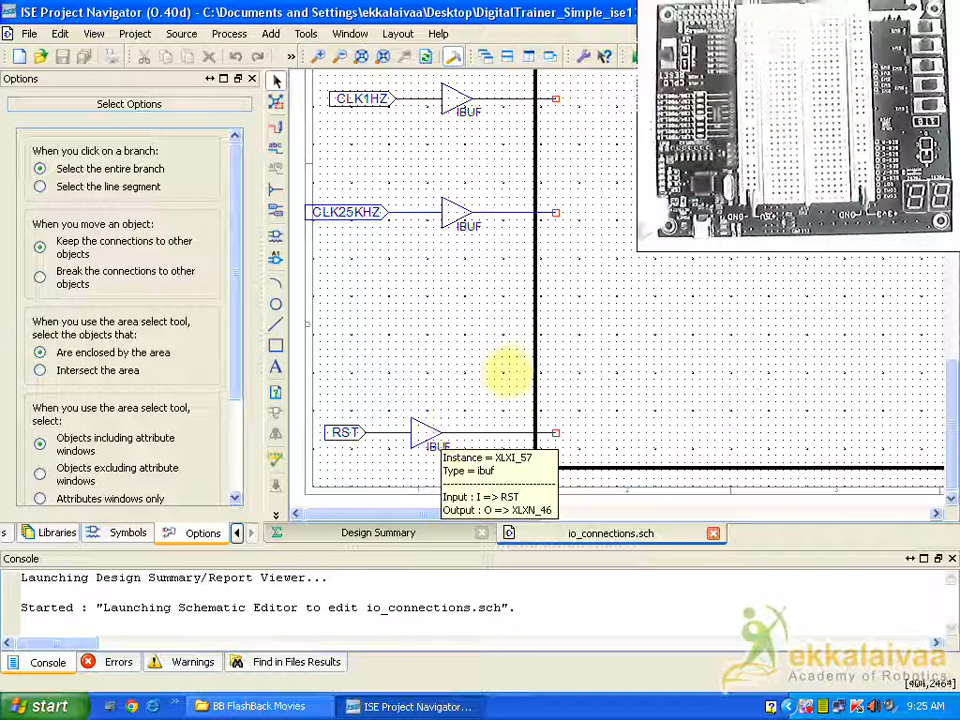 ISE Project Navigator (O.40d) - C:\Documents and Settings\ekkalaivaa\Desktop\DigitalTrainer_Simple_ise1
File Edit View Project Source Process Add Tools Window Layout Help
Options
Select Options
When you click on a branch:
Select the entire branch
Select the line segment
When you move an object:
Keep the connections to other
objects
Break the connections to other
objects
When you use the area select tool,
select the objects that:
Are enclosed by the area
Intersect the area
When you use the area select tool,
select:
Objects including attribute
windows
Objects excluding attribute
windows
Attributes windows only
CLK1HZ
IBUF
CLK25KHZ
IBUF
RST
IBUF
Instance = XLXI_57
Type = ibuf
Input : I => RST
Output : O => XLXN_46
s Libraries Symbols Options
Design Summary
io_connections.sch
Console
Launching Design Summary/Report Viewer...
Started : "Launching Schematic Editor to edit io_connections.sch".
Console Errors Warnings Find in Files Results
ekkalaivaa
Academy of Robotics
start
BB FlashBack Movies
ISE Project Navigator...
9:25 AM